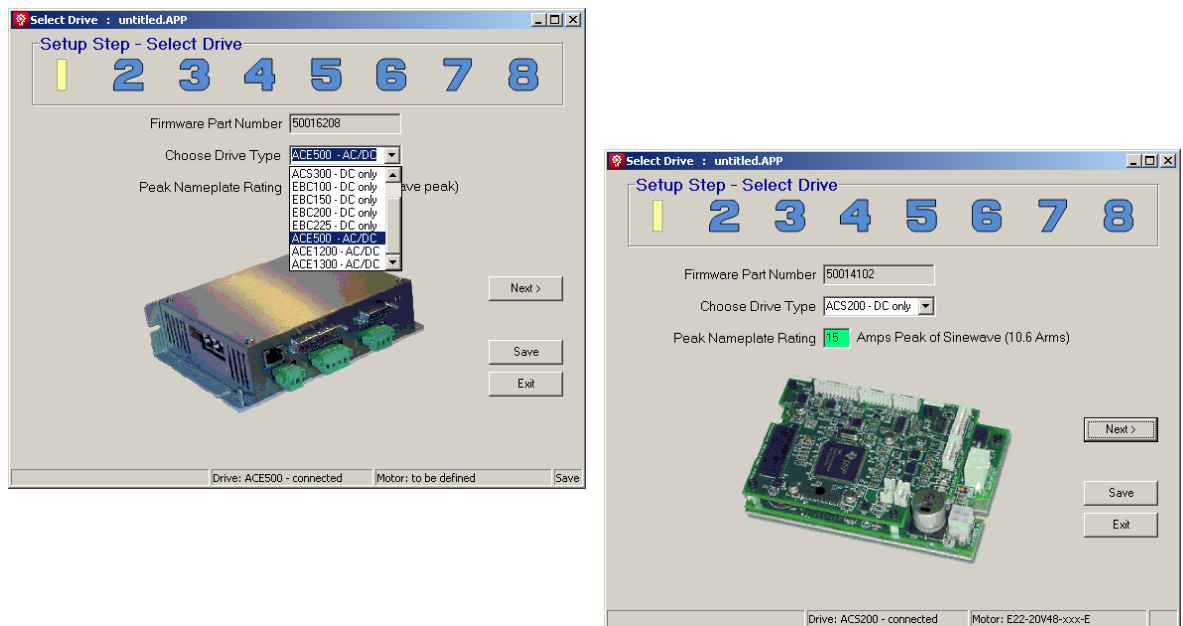 Select Drive : untitled.APP
Setup Step - Select Drive
1 2 3 4 5 6 7 8
Firmware Part Number 50016208
Choose Drive Type ACE500 - AC/DC
Peak Nameplate Rating ave peak)
ACS300 - DC only
EBC100 - DC only
EBC150 - DC only
EBC200 - DC only
EBC225 - DC only
ACE500 - AC/DC
ACE1200 - AC/DC
ACE1300 - AC/DC
Next >
Save
Exit
Drive: ACE500 - connected Motor: to be defined Save
Select Drive : untitled.APP
Setup Step - Select Drive
1 2 3 4 5 6 7 8
Firmware Part Number 50014102
Choose Drive Type ACS200 - DC only
Peak Nameplate Rating 15 Amps Peak of Sinewave (10.6 Arms)
Next >
Save
Exit
Drive: ACS200 - connected Motor: E22-20V48-xxx-E